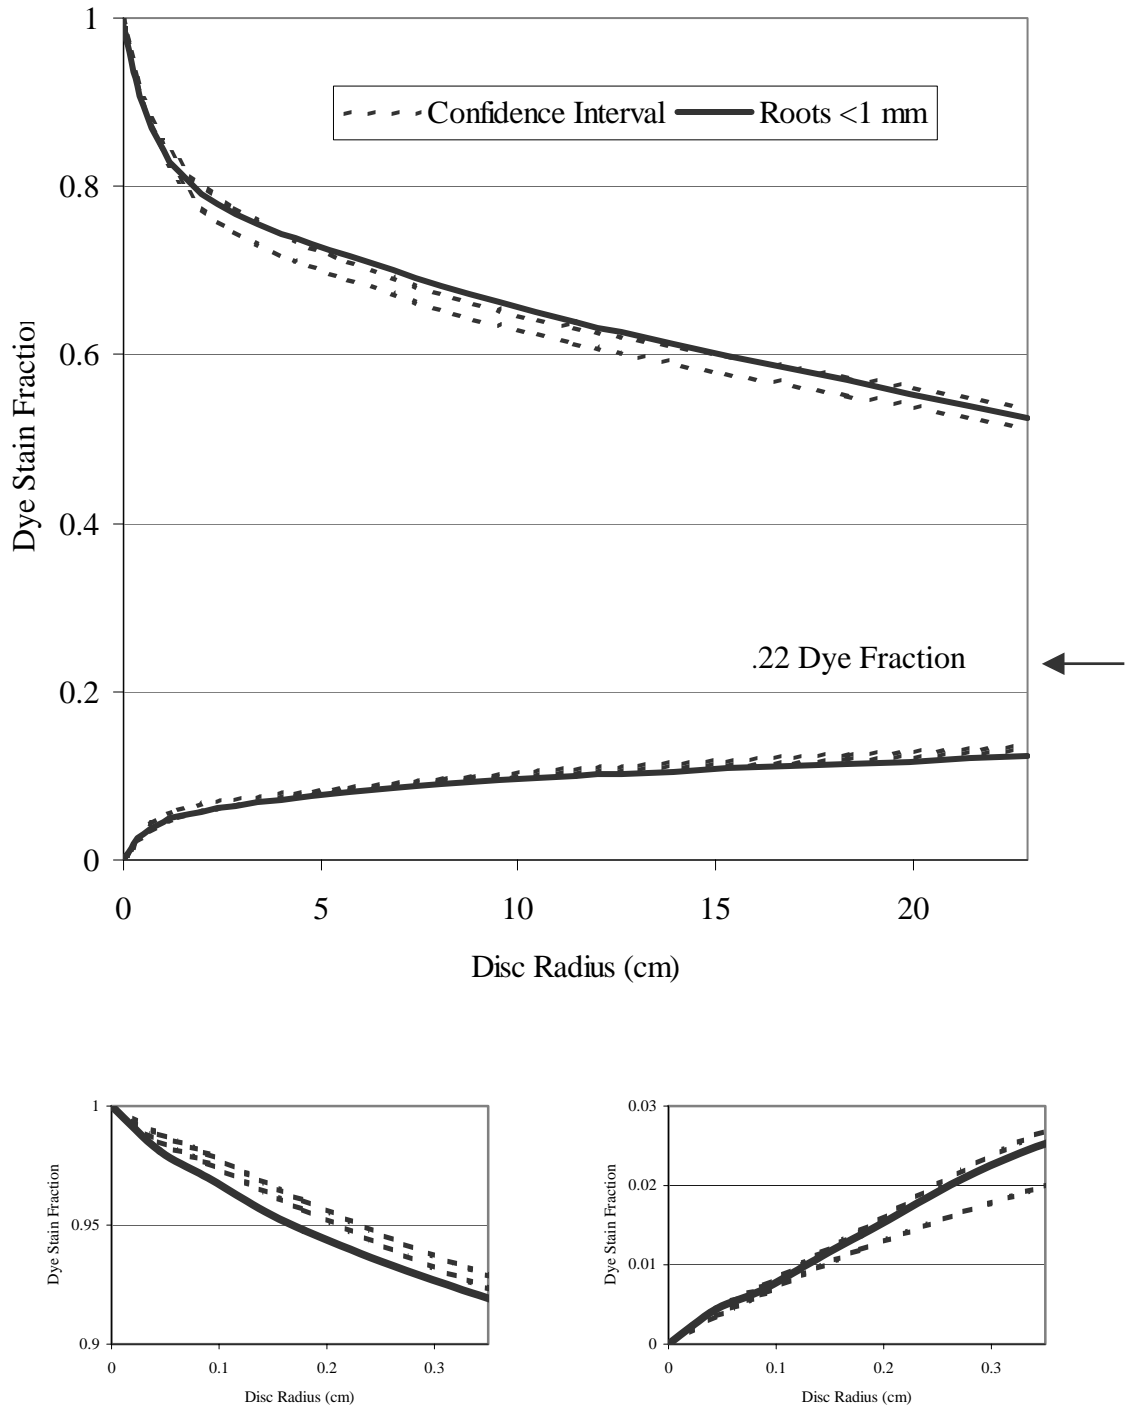 1
Confidence Interval Roots <1 mm
0.8
0.6
Dye Stain Fraction
0.4
.22 Dye Fraction
0.2
0
0 5 10 15 20
Disc Radius (cm)
1
0.95
0.9
Dye Stain Fraction
0 0.1 0.2 0.3
Disc Radius (cm)
0.03
0.02
0.01
0
Dye Stain Fraction
0 0.1 0.2 0.3
Disc Radius (cm)